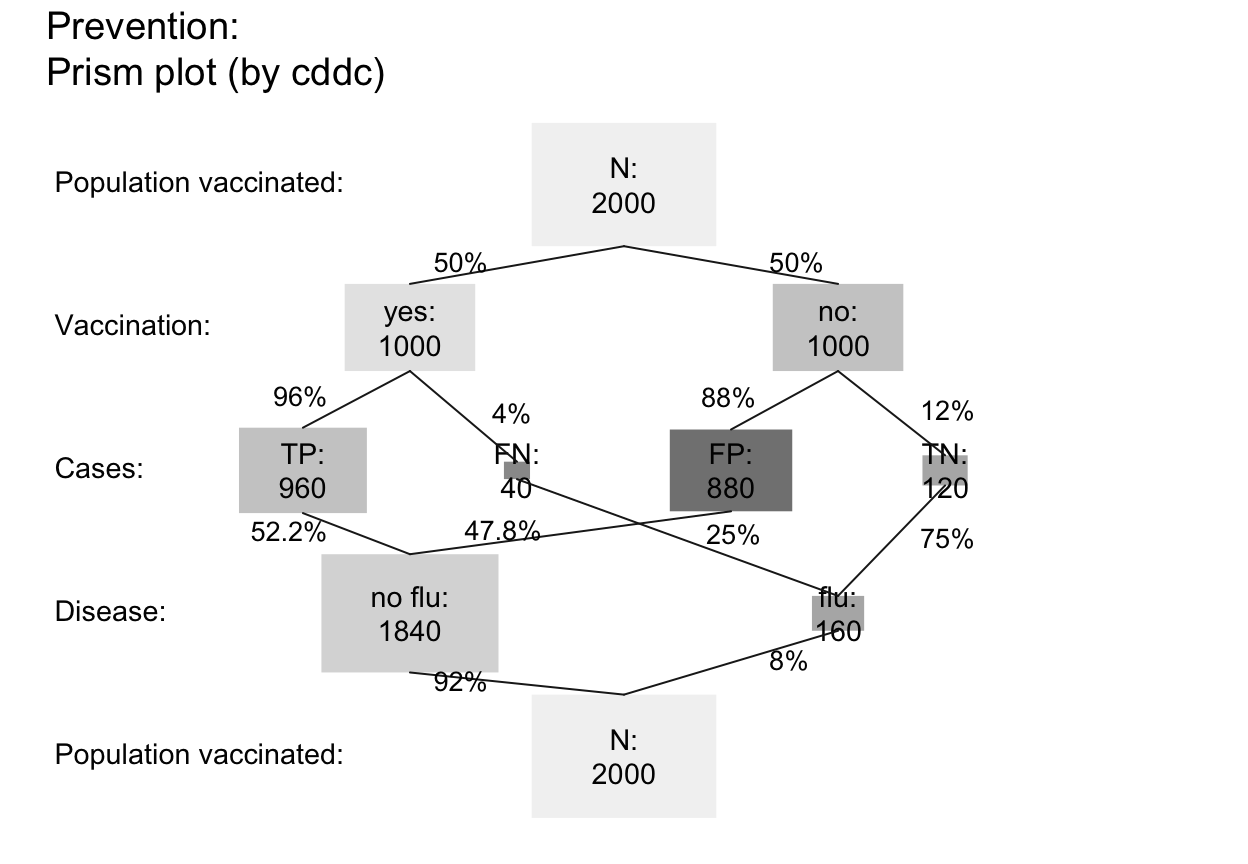 Prevention:
Prism plot (by cddc)
Population vaccinated:
N:
2000
50%
50%
Vaccination:
yes:
1000
no:
1000
96%
4%
88%
12%
Cases:
TP:
960
FN:
40
FP:
880
TN:
120
52.2%
47.8%
25%
75%
Disease:
no flu:
1840
flu:
160
92%
8%
Population vaccinated:
N:
2000